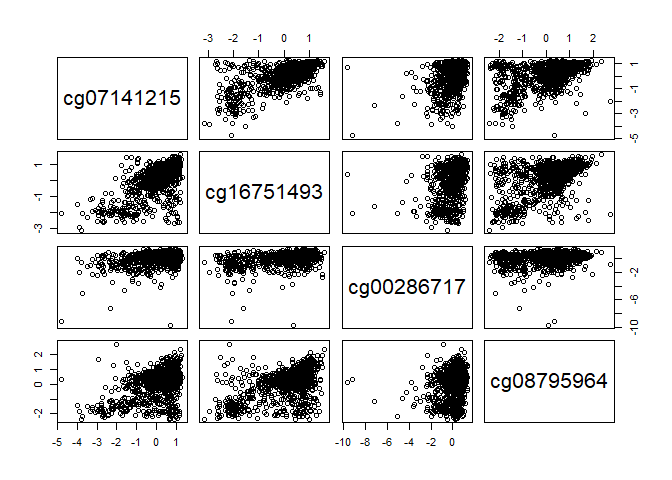 -3 -2 -1 0 1
-2 -1 0 1 2
cg07141215
-5 -3 -1 1
-3 -1 1
cg16751493
cg00286717
-10 -6 -2
-2 0 1 2
cg08795964
-5 -4 -3 -2 -1 0 1
-10 -8 -6 -4 -2 0